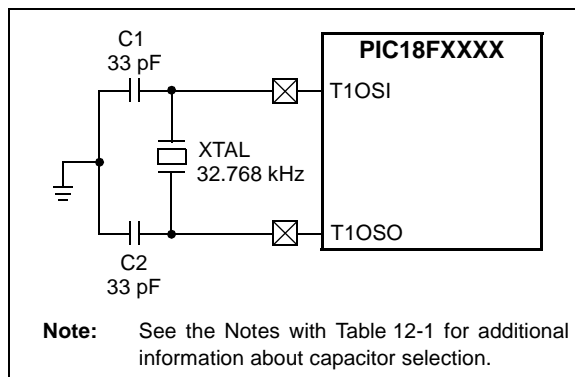 C1
33 pF
PIC18FXXXX
T1OSI
XTAL
32.768 kHz
T1OSO
C2
33 pF
Note: See the Notes with Table 12-1 for additional
information about capacitor selection.